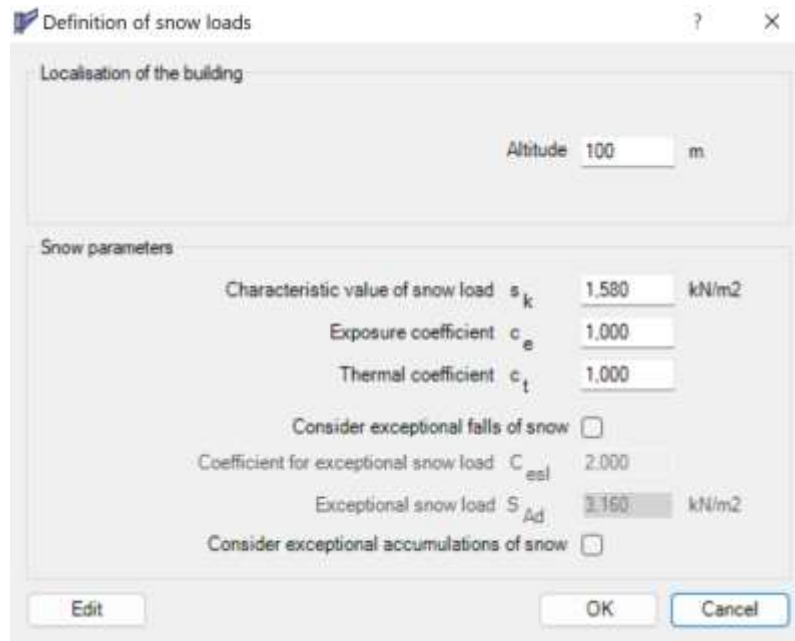 Definition of snow loads ? ×
Localisation of the building
Altitude 100 m
Snow parameters
Characteristic value of snow load s k 1,580 kN/m2
Exposure coefficient c e 1,000
Thermal coefficient c t 1,000
Consider exceptional falls of snow
Coefficient for exceptional snow load C esl 2.000
Exceptional snow load S Ad 3.160 kN/m2
Consider exceptional accumulations of snow
Edit OK Cancel